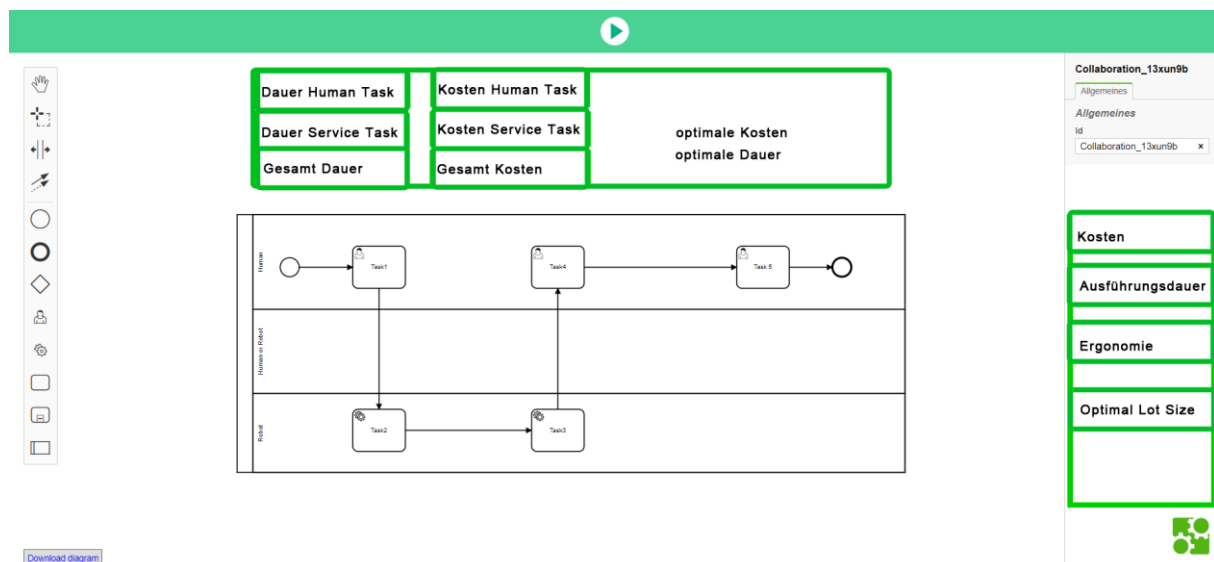 Collaboration_13xun9b
Allgemeines
Allgemeines
Id
Collaboration_13xun9b x
Dauer Human Task
Kosten Human Task
Dauer Service Task
Kosten Service Task
Gesamt Dauer
Gesamt Kosten
optimale Kosten
optimale Dauer
Human
Task1
Task4
Task 5
Human or Robot
Robot
Task2
Task3
Kosten
Ausführungsdauer
Ergonomie
Optimal Lot Size
Download diagram